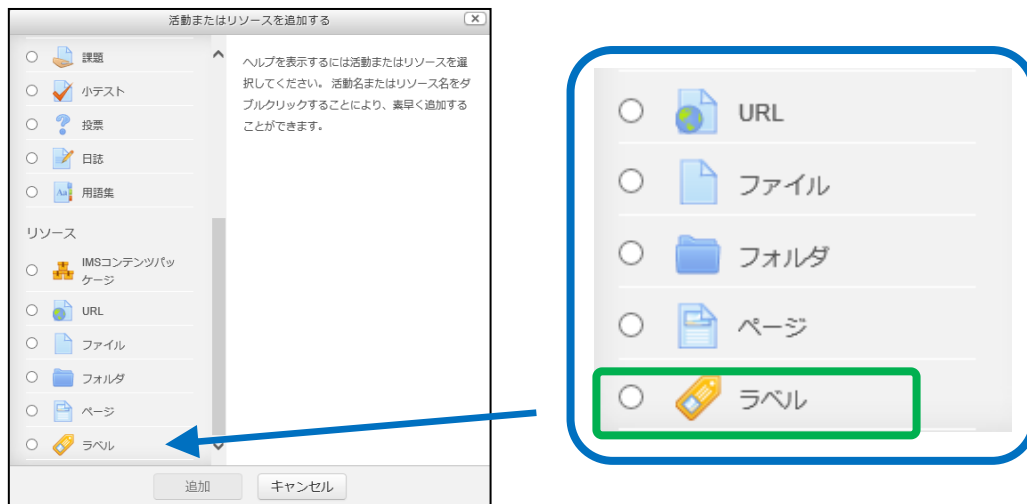 活動またはリソースを追加する
課題
小テスト
投票
日誌
用語集
リソース
IMSコンテンツパッ
ケージ
URL
ファイル
フォルダ
ページ
ラベル
ヘルプを表示するには活動またはリソースを選
択してください。 活動名またはリソース名をダ
ブルクリックすることにより、素早く追加する
ことができます。
追加
キャンセル
URL
ファイル
フォルダ
ページ
ラベル